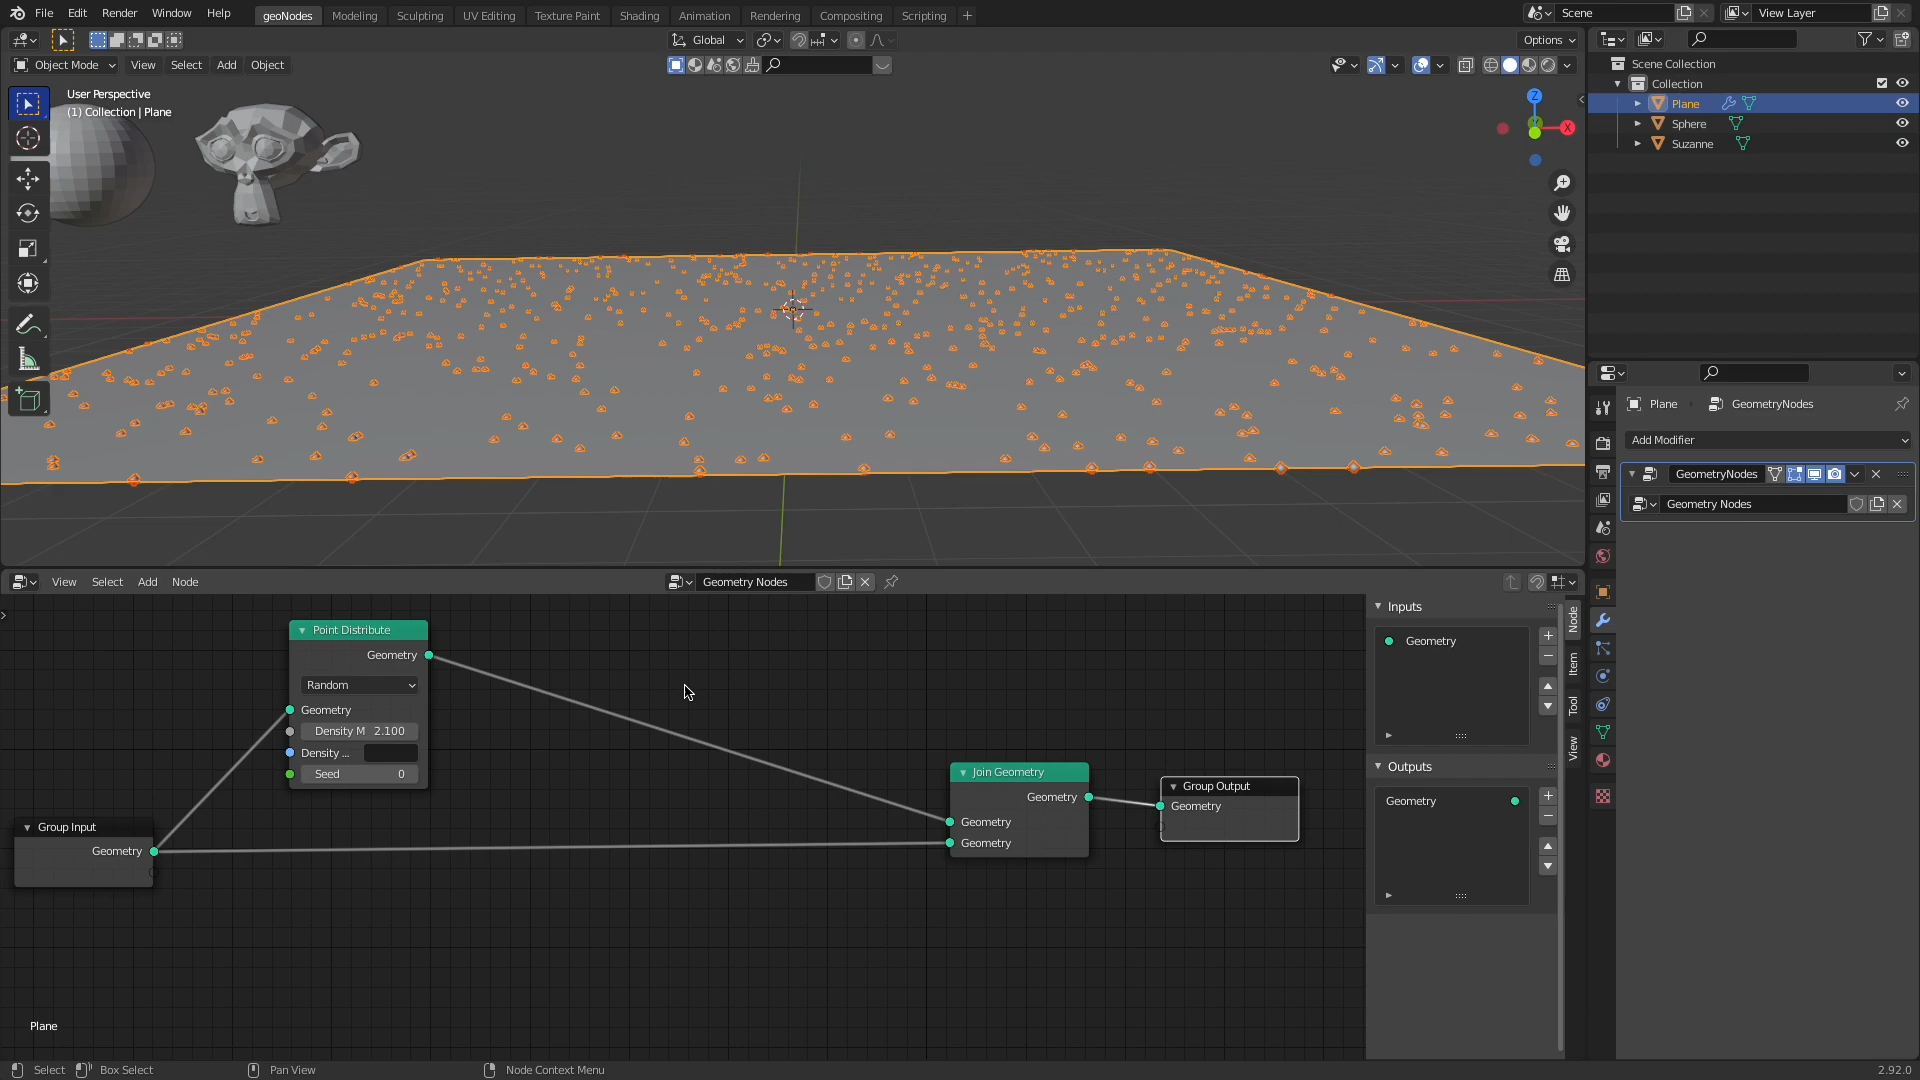 File Edit Render Window Help geoNodes Modeling Sculpting UV Editing Texture Paint Shading Animation Rendering Compositing Scripting + Scene View Layer
Global Options
Object Mode View Select Add Object
User Perspective
(1) Collection | Plane
Z
X
Scene Collection
Collection
Plane
Sphere
Suzanne
Plane GeometryNodes
Add Modifier
GeometryNodes
Geometry Nodes
View Select Add Node Geometry Nodes
Point Distribute
Geometry
Random
Geometry
Density M 2.100
Density ...
Seed 0
Group Input
Geometry
Join Geometry
Geometry
Geometry
Geometry
Group Output
Geometry
Inputs
Geometry
Outputs
Geometry
Node
Item
Tool
View
Plane
Select Box Select Pan View Node Context Menu 2.92.0